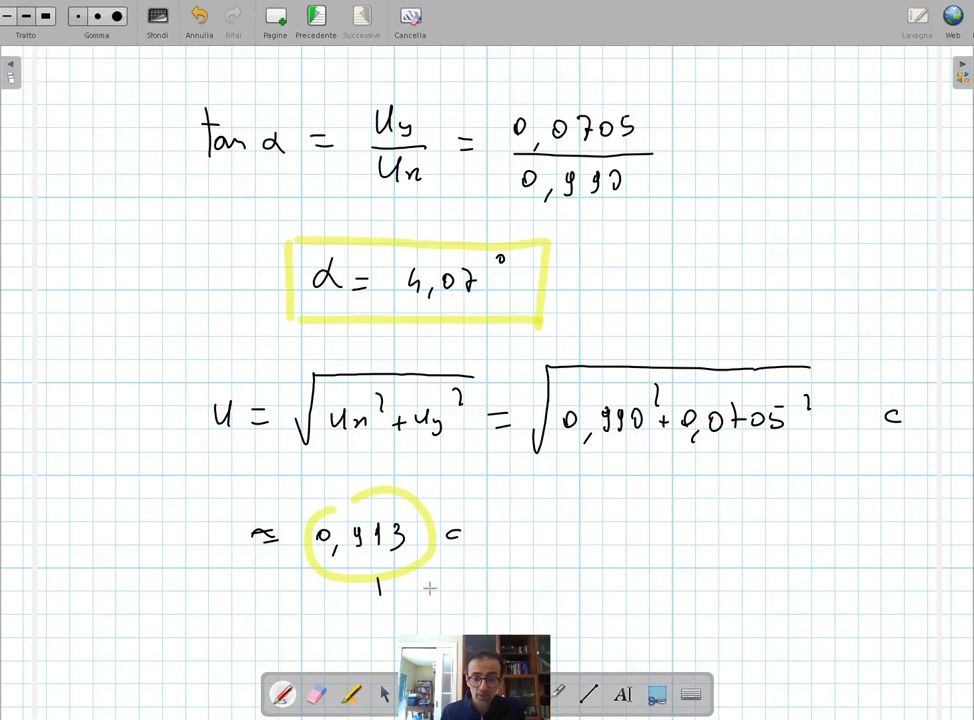 Tratto Gomma Sfondi Annulla Rifai Pagine Precedente Successivo Cancella Lavagna Web
tan α = uy / ux = 0,0705 / 0,990
α = 4,07°
u = √(ux² + uy²) = √(0,990² + 0,0705²) c
≈ 0,913 c